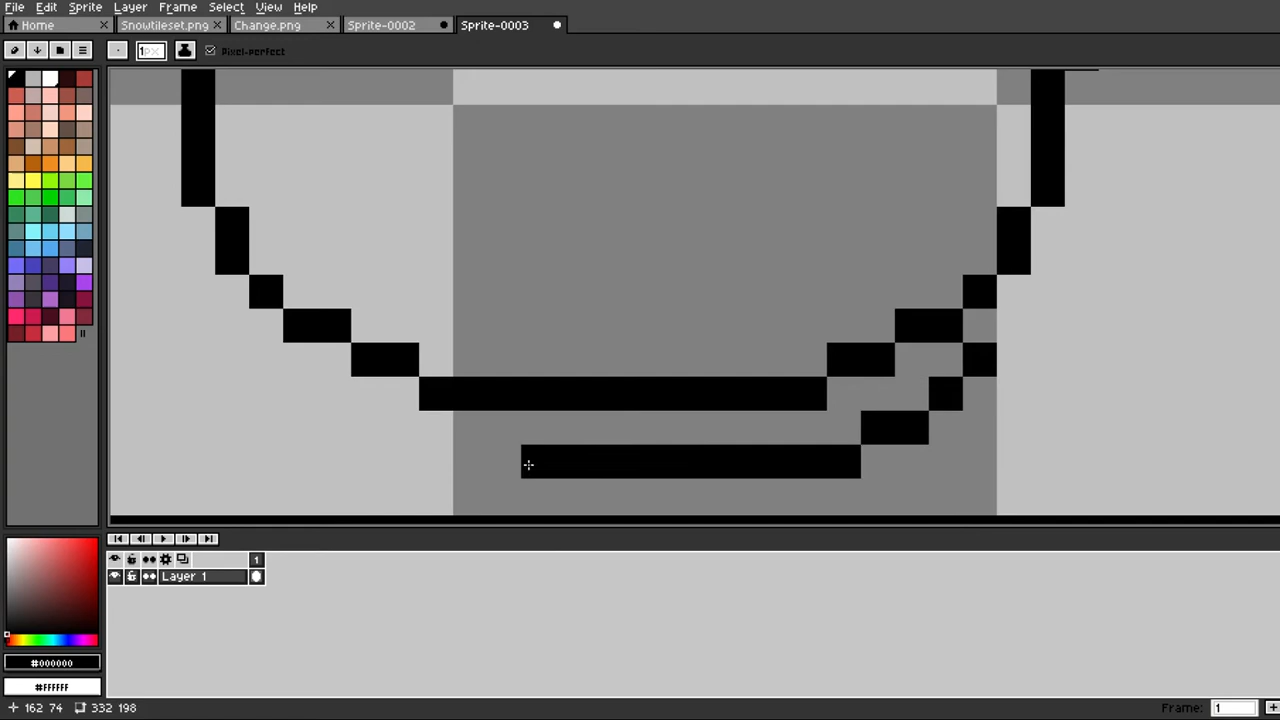 File Edit Sprite Layer Frame Select View Help
Home Snowtileset.png Change.png Sprite-0002 Sprite-0003
1px Pixel-perfect
1
Layer 1
#000000
#FFFFFF
162 74 332 198 Frame: 1